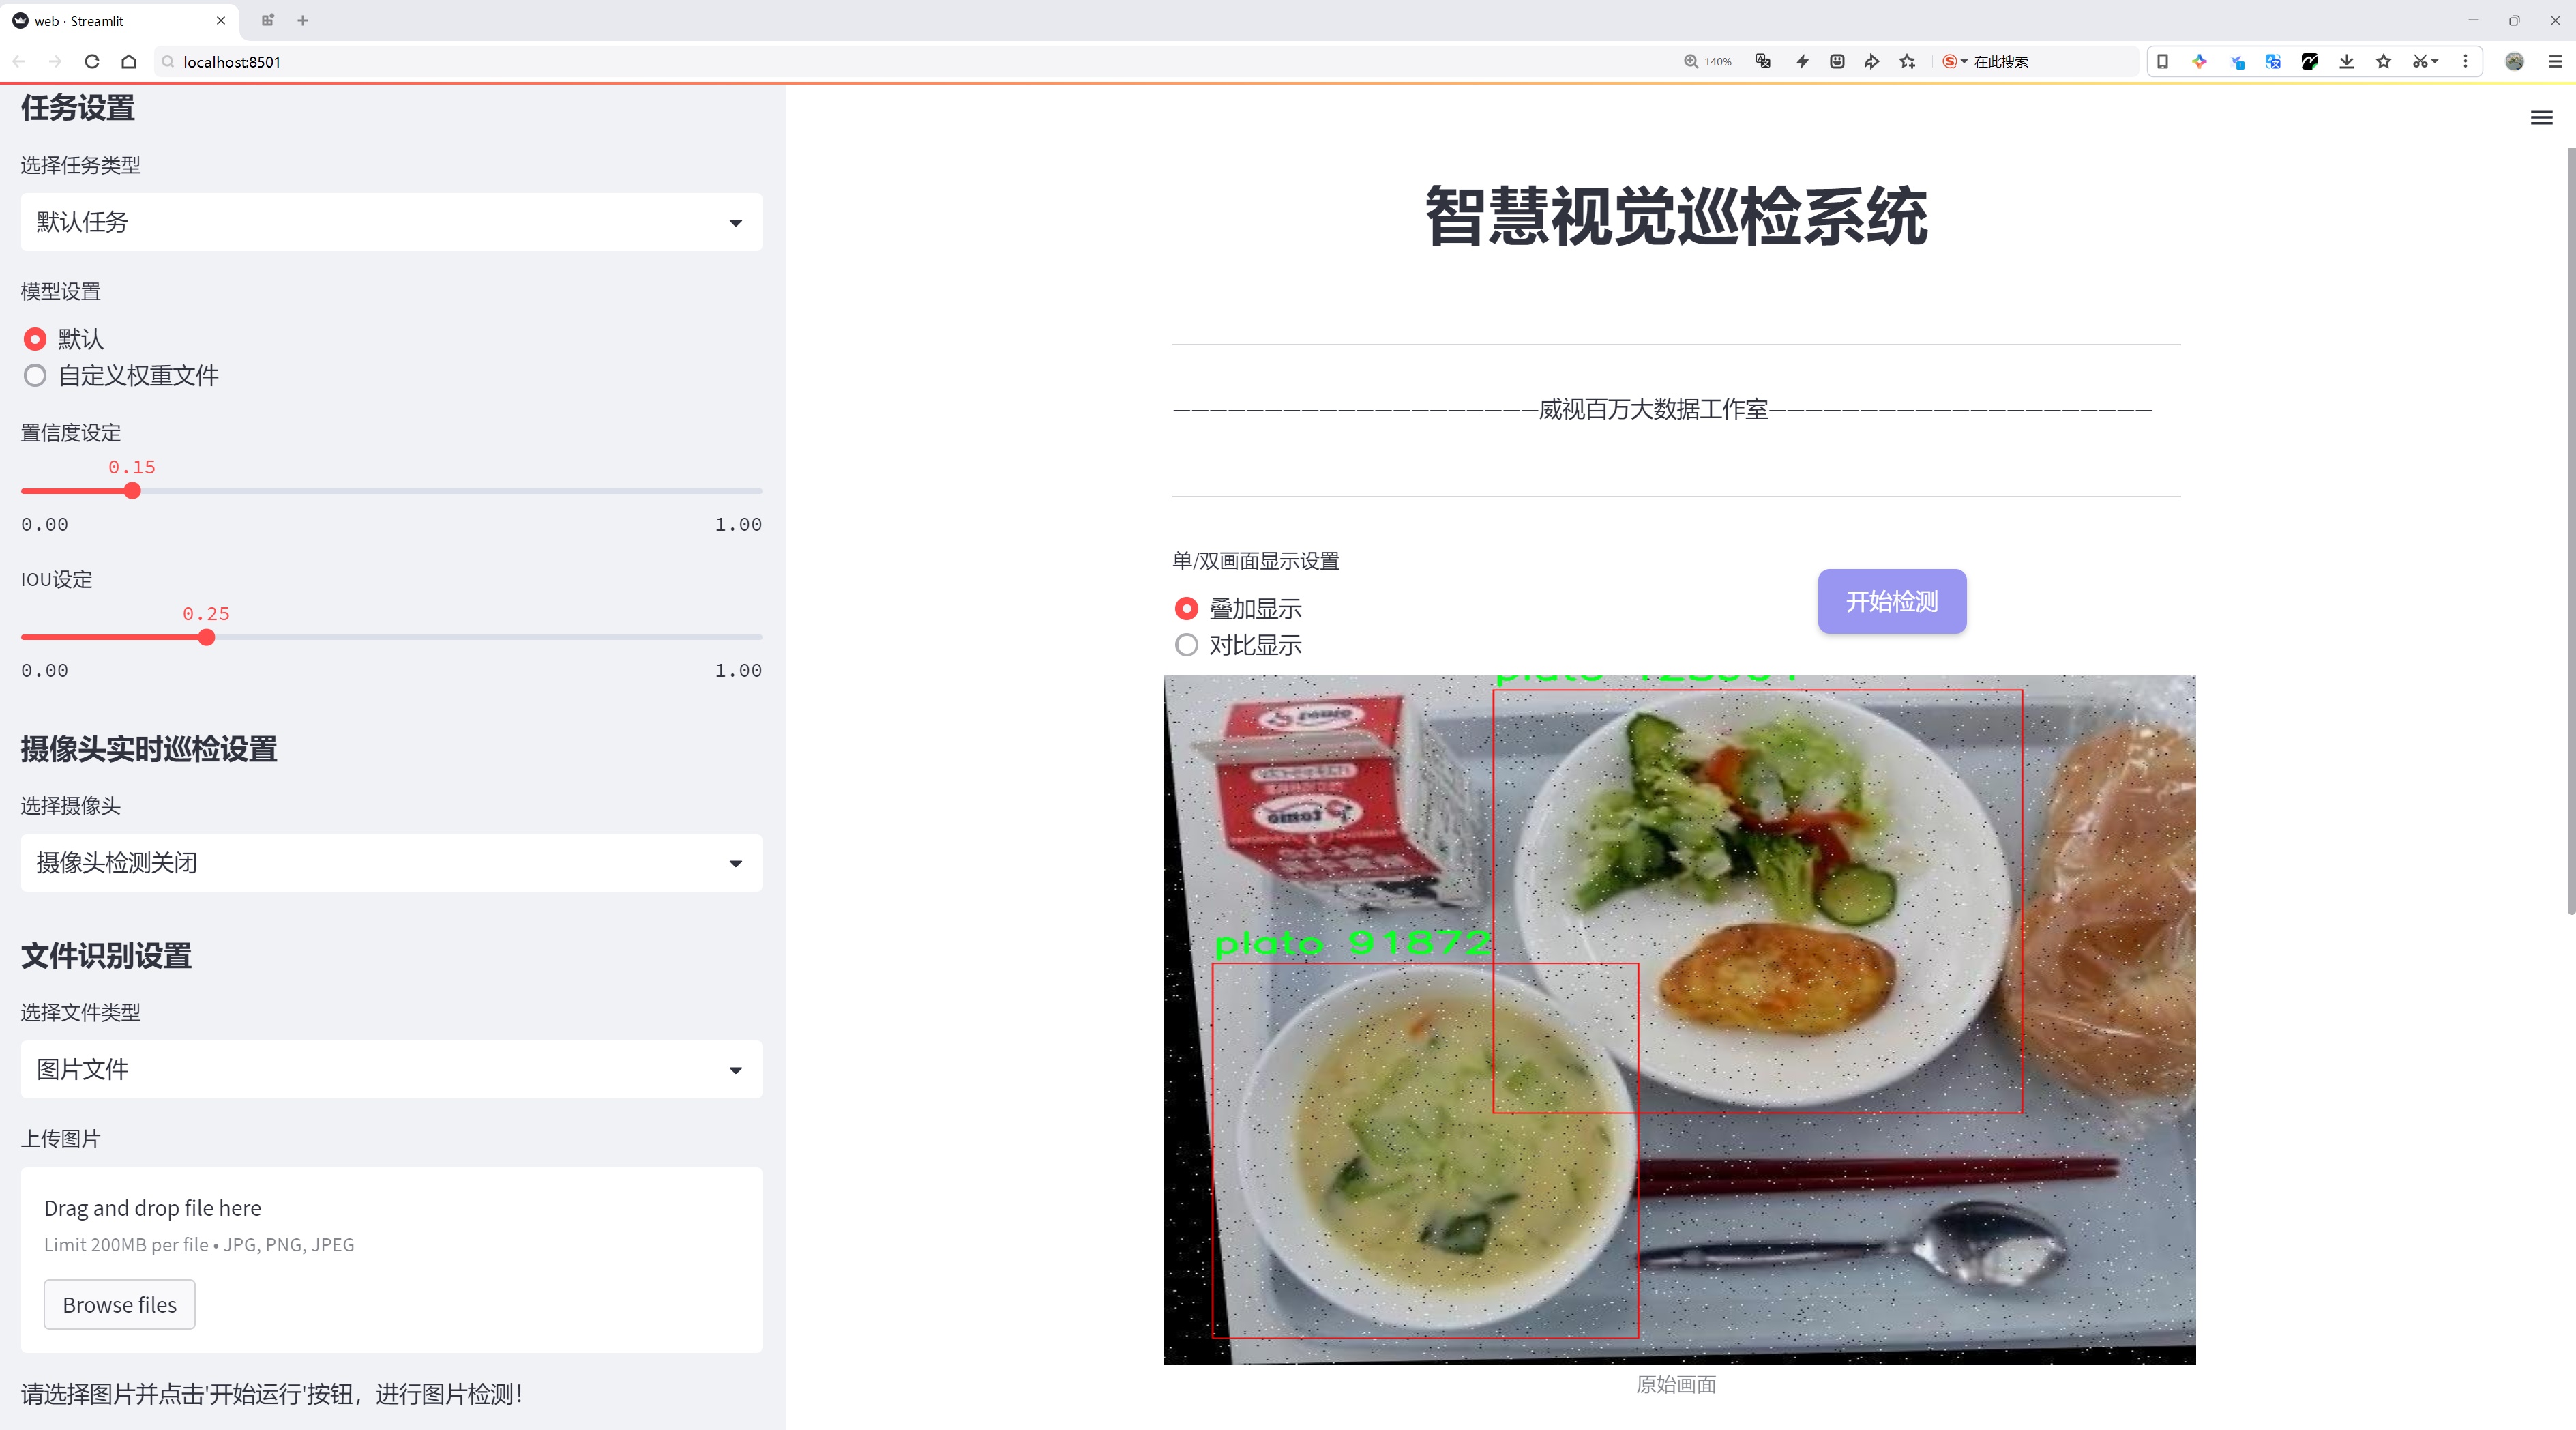 web · Streamlit
localhost:8501
140%
在此搜索
任务设置
选择任务类型
默认任务
模型设置
默认
自定义权重文件
置信度设定
0.15
0.00
1.00
IOU设定
0.25
0.00
1.00
摄像头实时巡检设置
选择摄像头
摄像头检测关闭
文件识别设置
选择文件类型
图片文件
上传图片
Drag and drop file here
Limit 200MB per file • JPG, PNG, JPEG
Browse files
请选择图片并点击'开始运行'按钮，进行图片检测！
智慧视觉巡检系统
—————————————————————威视百万大数据工作室—————————————————————
单/双画面显示设置
叠加显示
对比显示
开始检测
plato
plato 91872
原始画面